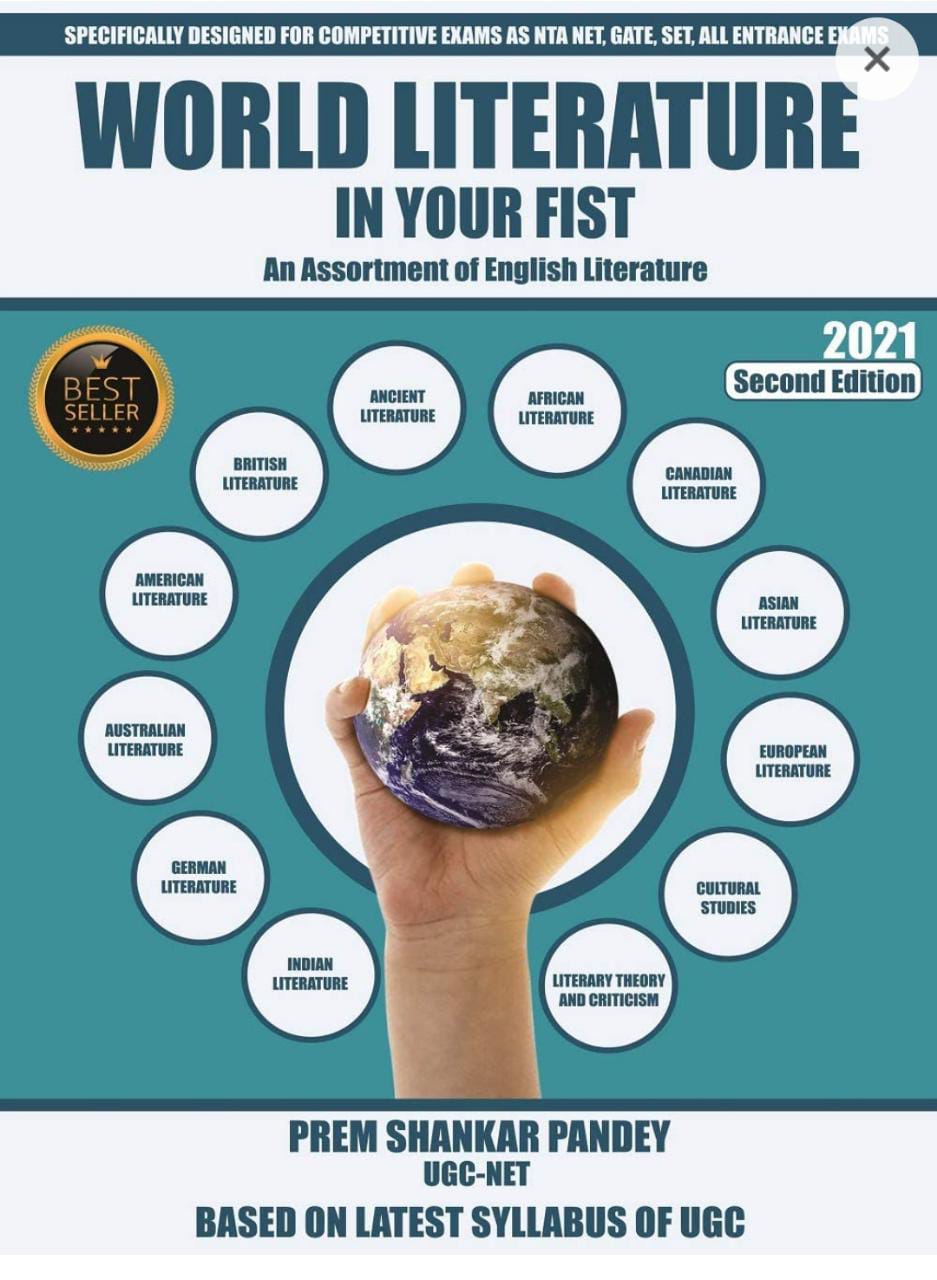 SPECIFICALLY DESIGNED FOR COMPETITIVE EXAMS AS NTA NET, GATE, SET, ALL ENTRANCE EXAMS
WORLD LITERATURE
IN YOUR FIST
An Assortment of English Literature
2021
Second Edition
BEST
SELLER
ANCIENT
LITERATURE
AFRICAN
LITERATURE
BRITISH
LITERATURE
CANADIAN
LITERATURE
AMERICAN
LITERATURE
ASIAN
LITERATURE
AUSTRALIAN
LITERATURE
EUROPEAN
LITERATURE
GERMAN
LITERATURE
CULTURAL
STUDIES
INDIAN
LITERATURE
LITERARY THEORY
AND CRITICISM
PREM SHANKAR PANDEY
UGC-NET
BASED ON LATEST SYLLABUS OF UGC